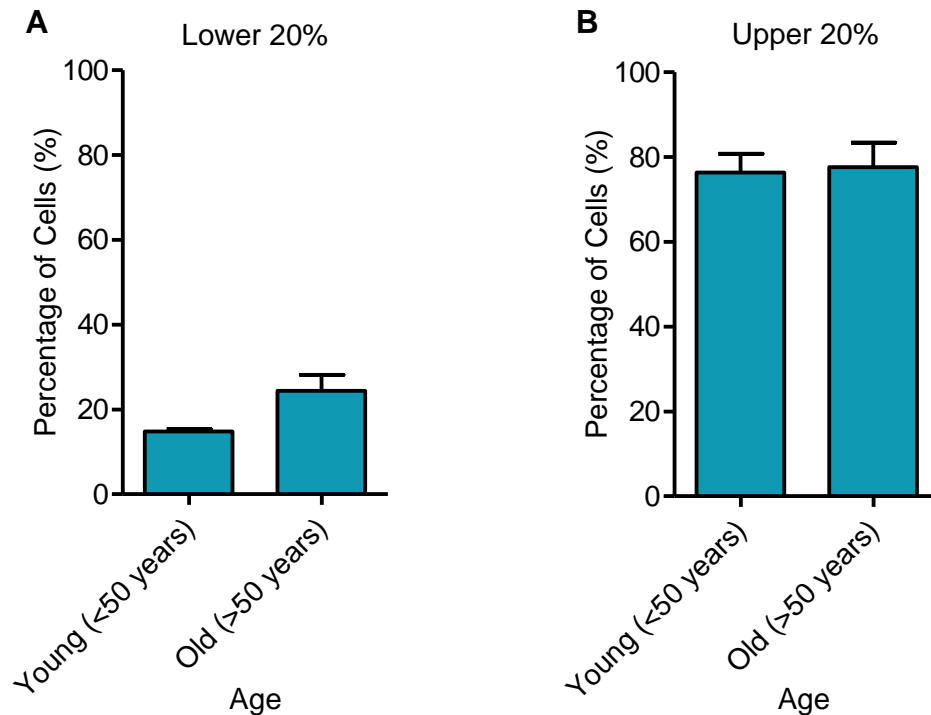 A
Lower 20%
Percentage of Cells (%)
100
80
60
40
20
0
Young (<50 years)
Old (>50 years)
Age
B
Upper 20%
Percentage of Cells (%)
100
80
60
40
20
0
Young (<50 years)
Old (>50 years)
Age